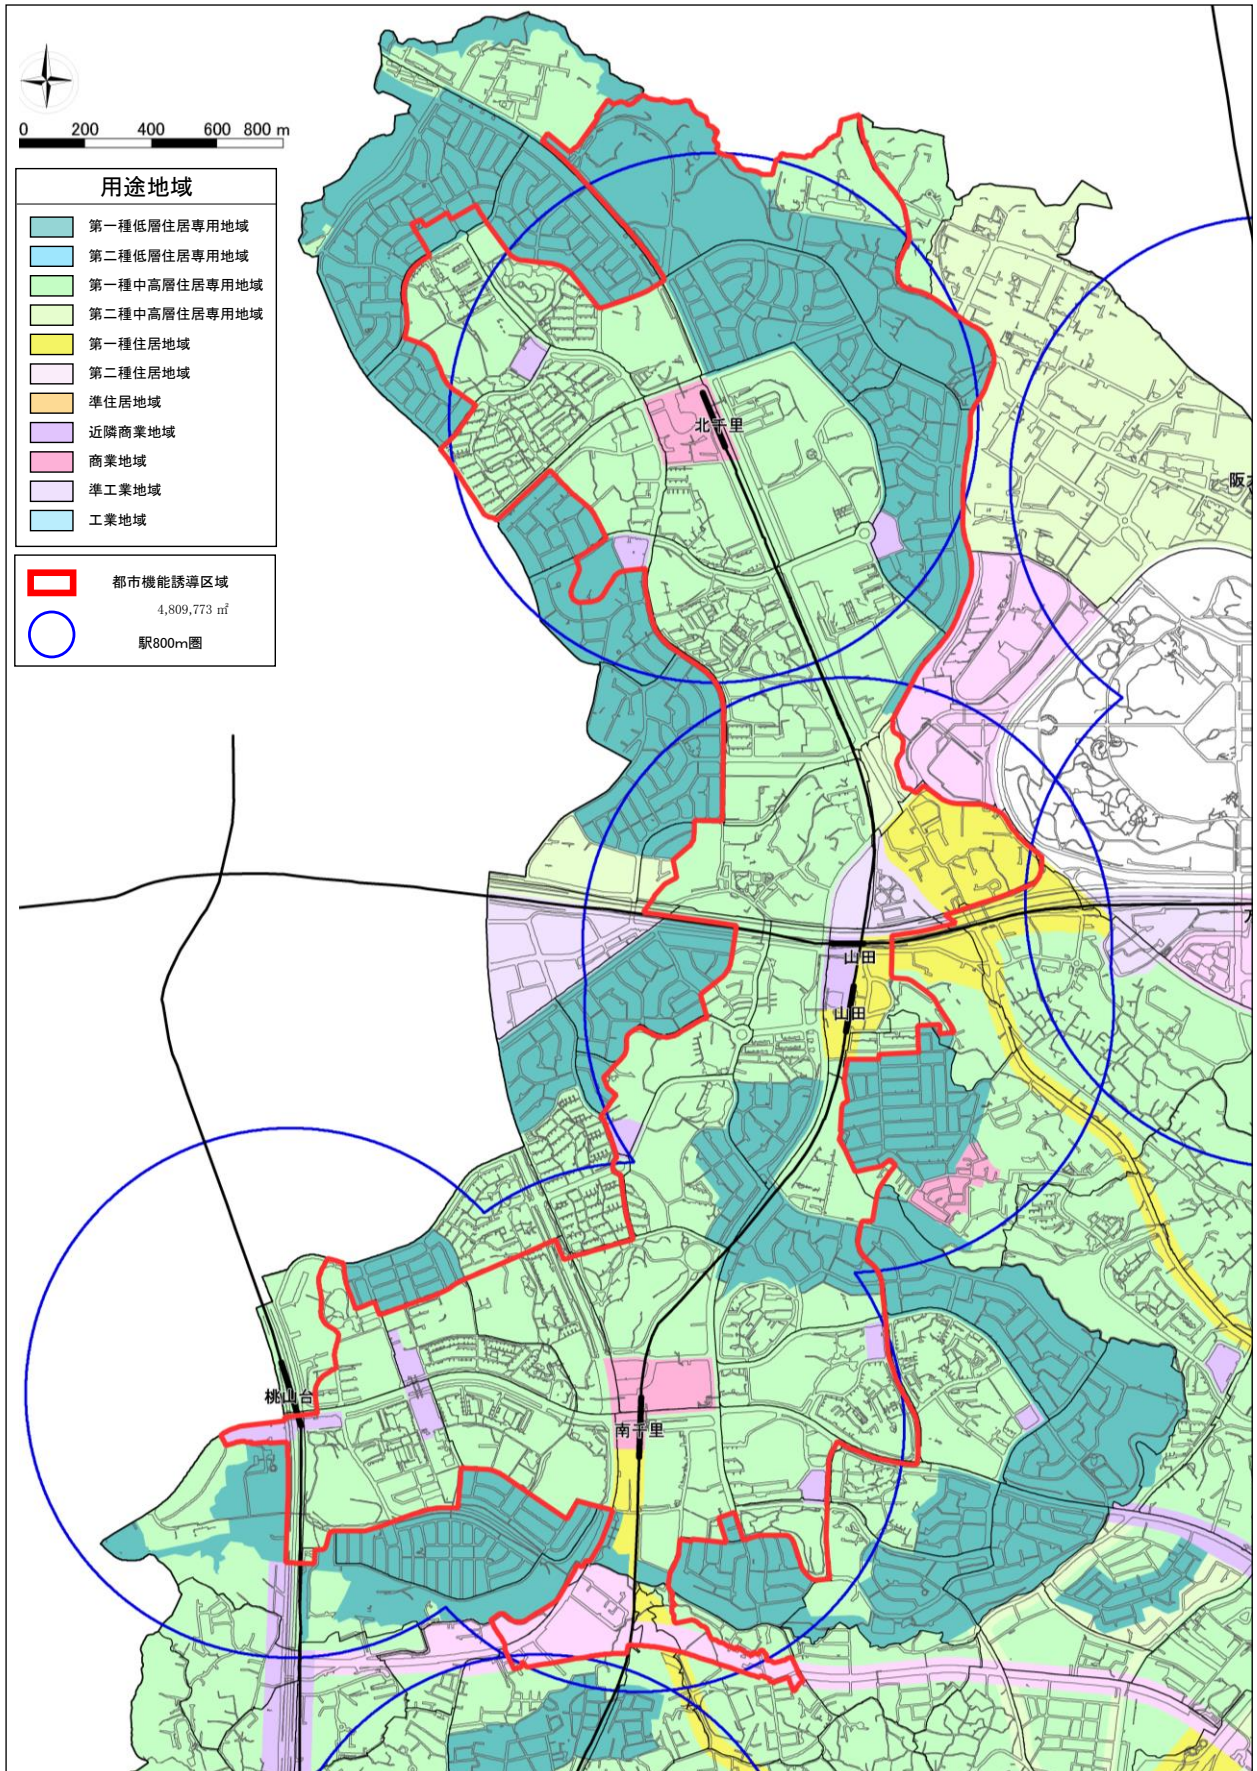 0 200 400 600 800 m
用途地域
第一種低層住居専用地域
第二種低層住居専用地域
第一種中高層住居専用地域
第二種中高層住居専用地域
第一種住居地域
第二種住居地域
準住居地域
近隣商業地域
商業地域
準工業地域
工業地域
都市機能誘導区域
4,809,773 ㎡
駅800m圏
北千里
阪
山田
山田
桃山台
南千里